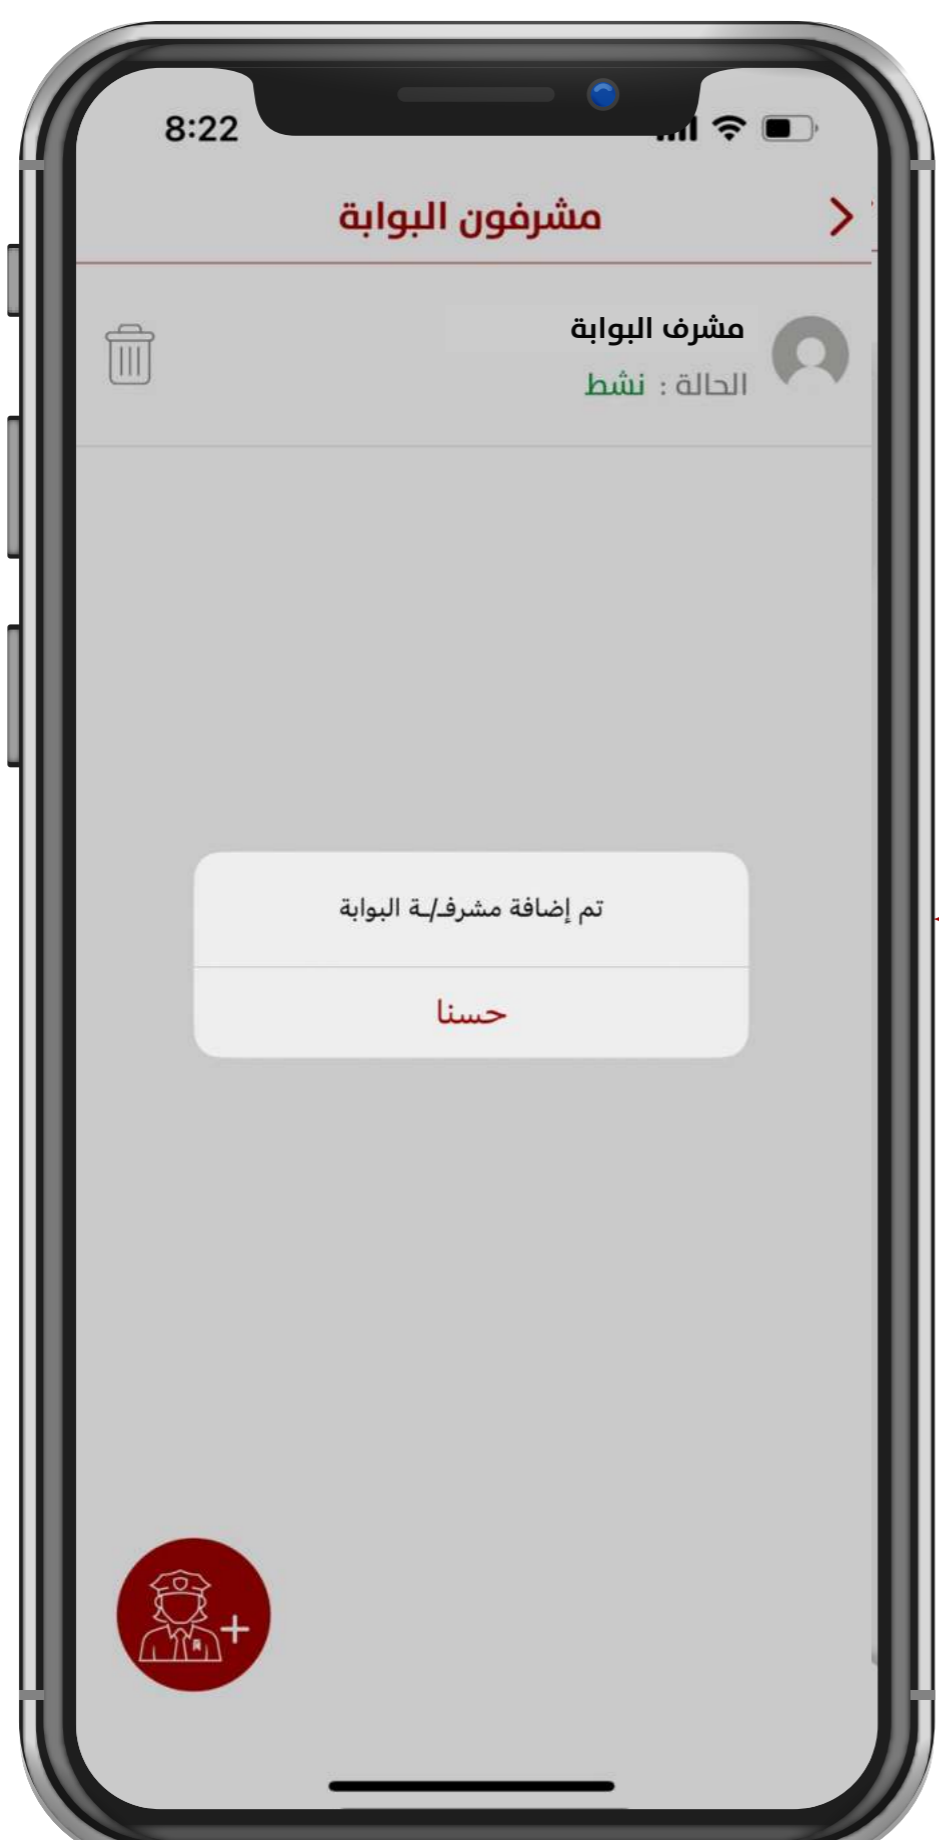 8:22
مشرفون البوابة
مشرف البوابة
الحالة : نشط
تم إضافة مشرفـ/ـة البوابة
حسنا